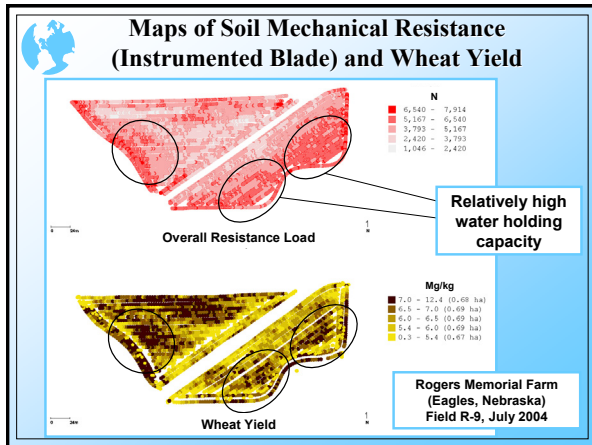 Maps of Soil Mechanical Resistance
(Instrumented Blade) and Wheat Yield
N
6,540 - 7,914
5,167 - 6,540
3,793 - 5,167
2,420 - 3,793
1,046 - 2,420
Relatively high
water holding
capacity
Overall Resistance Load
N
Mg/kg
7.0 - 12.4 (0.68 ha)
6.5 - 7.0 (0.69 ha)
6.0 - 6.5 (0.69 ha)
5.4 - 6.0 (0.69 ha)
0.3 - 5.4 (0.67 ha)
Wheat Yield
N
Rogers Memorial Farm
(Eagles, Nebraska)
Field R-9, July 2004